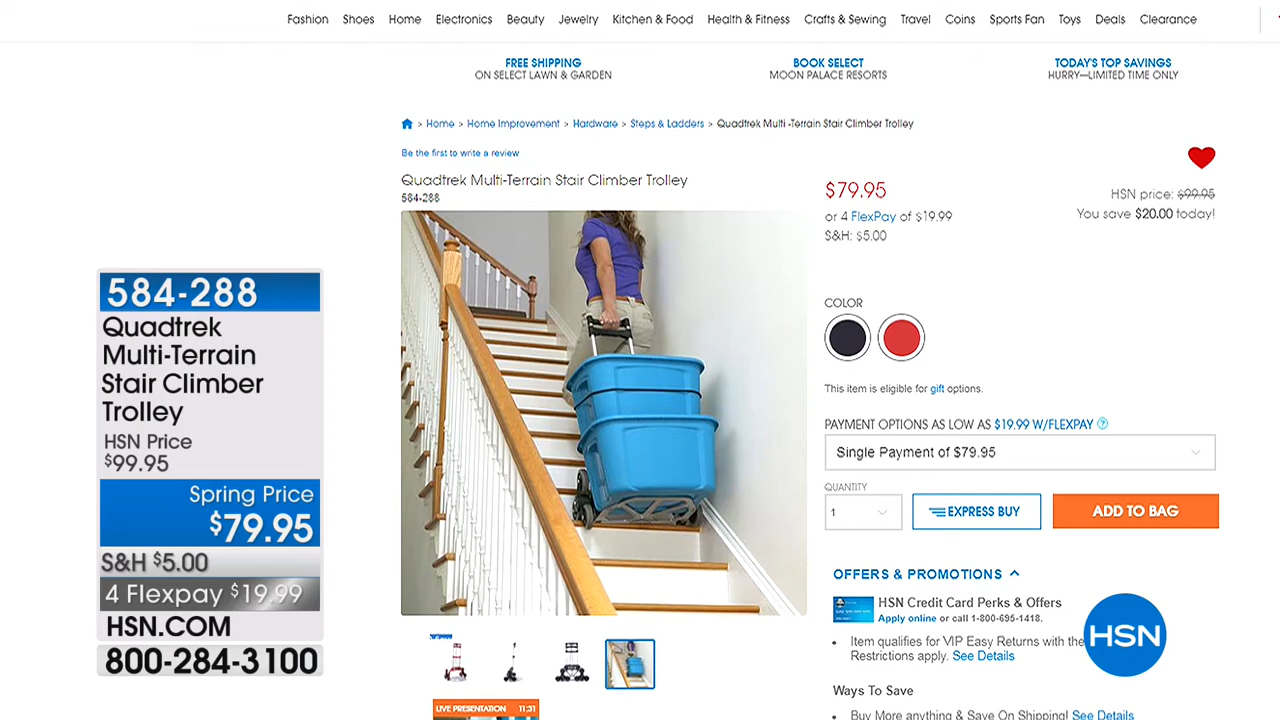 Fashion Shoes Home Electronics Beauty Jewelry Kitchen & Food Health & Fitness Crafts & Sewing Travel Coins Sports Fan Toys Deals Clearance
FREE SHIPPING
ON SELECT LAWN & GARDEN
BOOK SELECT
MOON PALACE RESORTS
TODAY'S TOP SAVINGS
HURRY—LIMITED TIME ONLY
> Home > Home Improvement > Hardware > Steps & Ladders > Quadtrek Multi -Terrain Stair Climber Trolley
Be the first to write a review
Quadtrek Multi-Terrain Stair Climber Trolley
584-288
$79.95
or 4 FlexPay of $19.99
S&H: $5.00
HSN price: $99.95
You save $20.00 today!
COLOR
This item is eligible for gift options.
PAYMENT OPTIONS AS LOW AS $19.99 W/FLEXPAY ?
Single Payment of $79.95
QUANTITY
1
EXPRESS BUY
ADD TO BAG
OFFERS & PROMOTIONS
HSN Credit Card Perks & Offers
Apply online or call 1-800-695-1418.
• Item qualifies for VIP Easy Returns with the
Restrictions apply. See Details
Ways To Save
• Buy More anything & Save On Shipping! See Details
LIVE PRESENTATION 11:31
584-288
Quadtrek
Multi-Terrain
Stair Climber
Trolley
HSN Price
$99.95
Spring Price
$79.95
S&H $5.00
4 Flexpay $19.99
HSN.COM
800-284-3100
HSN